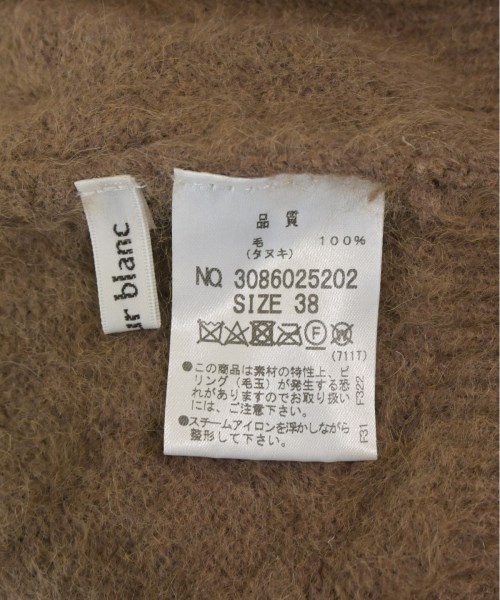 ur blanc
品質
毛 100%
(タヌキ)
NO. 3086025202
SIZE 38
F
W
(711T)
●この商品は素材の特性上、ピ
リング(毛玉)が発生する恐
れがありますのでお取り扱い
には、ご注意下さい。
●スチームアイロンを浮かしながら
整形して下さい。
F322
F31